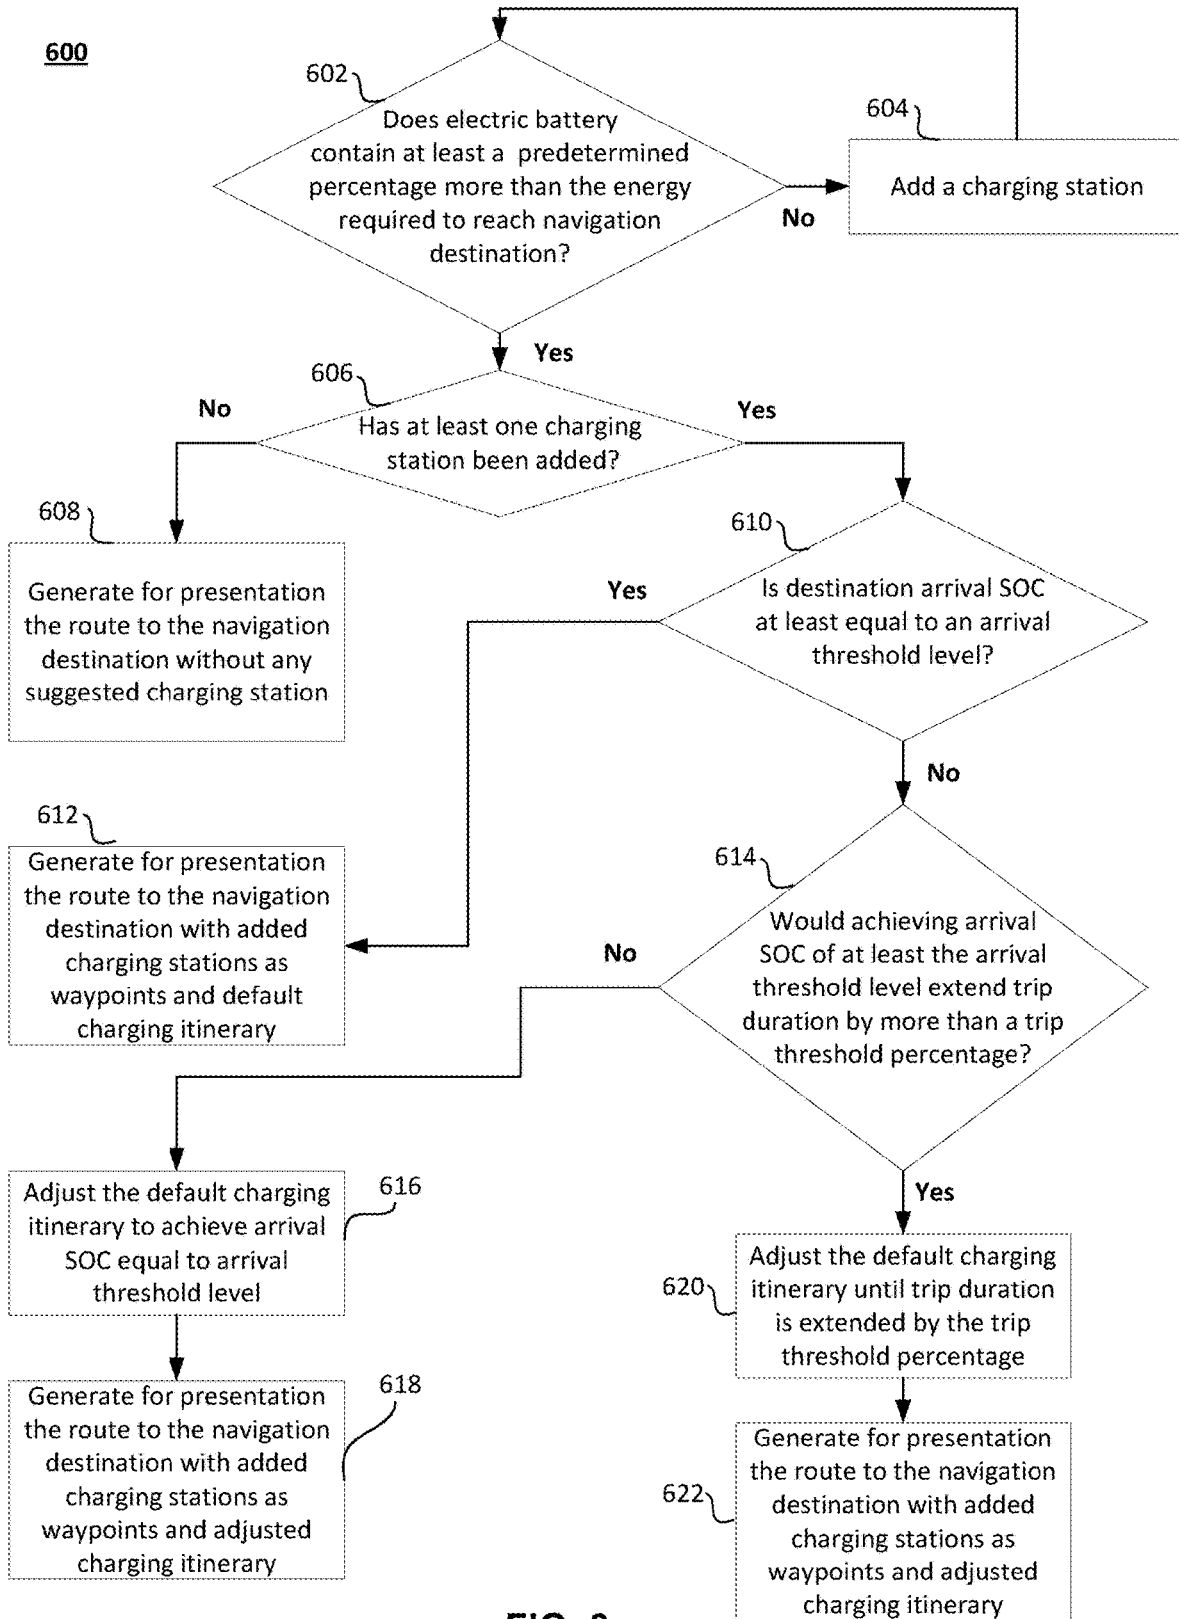 600
602
Does electric battery
contain at least a predetermined
percentage more than the energy
required to reach navigation
destination?
No
604
Add a charging station
Yes
606
Has at least one charging
station been added?
No
Yes
608
Generate for presentation
the route to the navigation
destination without any
suggested charging station
610
Is destination arrival SOC
at least equal to an arrival
threshold level?
Yes
No
612
Generate for presentation
the route to the navigation
destination with added
charging stations as
waypoints and default
charging itinerary
614
Would achieving arrival
SOC of at least the arrival
threshold level extend trip
duration by more than a trip
threshold percentage?
No
Yes
616
Adjust the default charging
itinerary to achieve arrival
SOC equal to arrival
threshold level
618
Generate for presentation
the route to the navigation
destination with added
charging stations as
waypoints and adjusted
charging itinerary
620
Adjust the default charging
itinerary until trip duration
is extended by the trip
threshold percentage
622
Generate for presentation
the route to the navigation
destination with added
charging stations as
waypoints and adjusted
charging itinerary